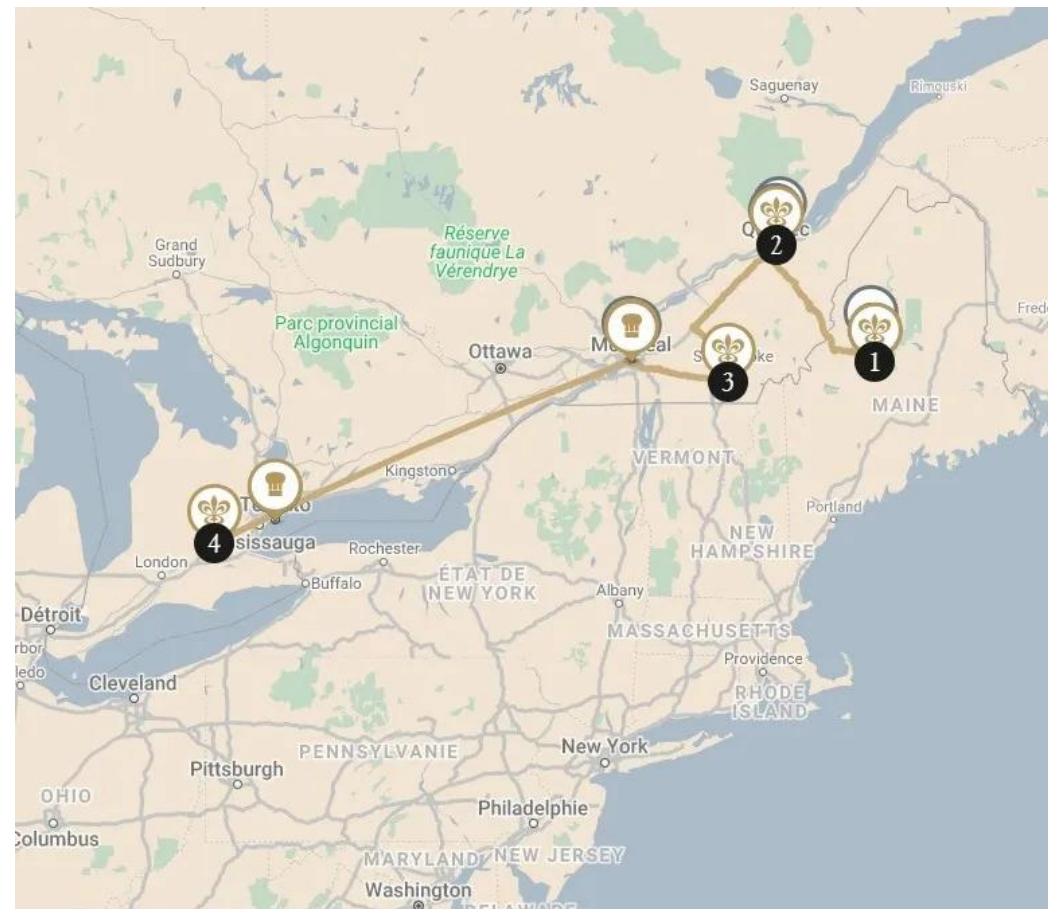 Saguenay
Rimouski
Grand
Sudbury
Réserve
faunique La
Vérendrye
2
Parc provincial
Algonquin
Ottawa
1
3
MAINE
Kingston
VERMONT
Portland
4
NEW
HAMPSHIRE
London
Rochester
Buffalo
ÉTAT DE
NEW YORK
Albany
Détroit
MASSACHUSETTS
Providence
Cleveland
RHODE
ISLAND
PENNSYLVANIE
New York
Pittsburgh
OHIO
Philadelphie
Columbus
MARYLAND
NEW JERSEY
Washington